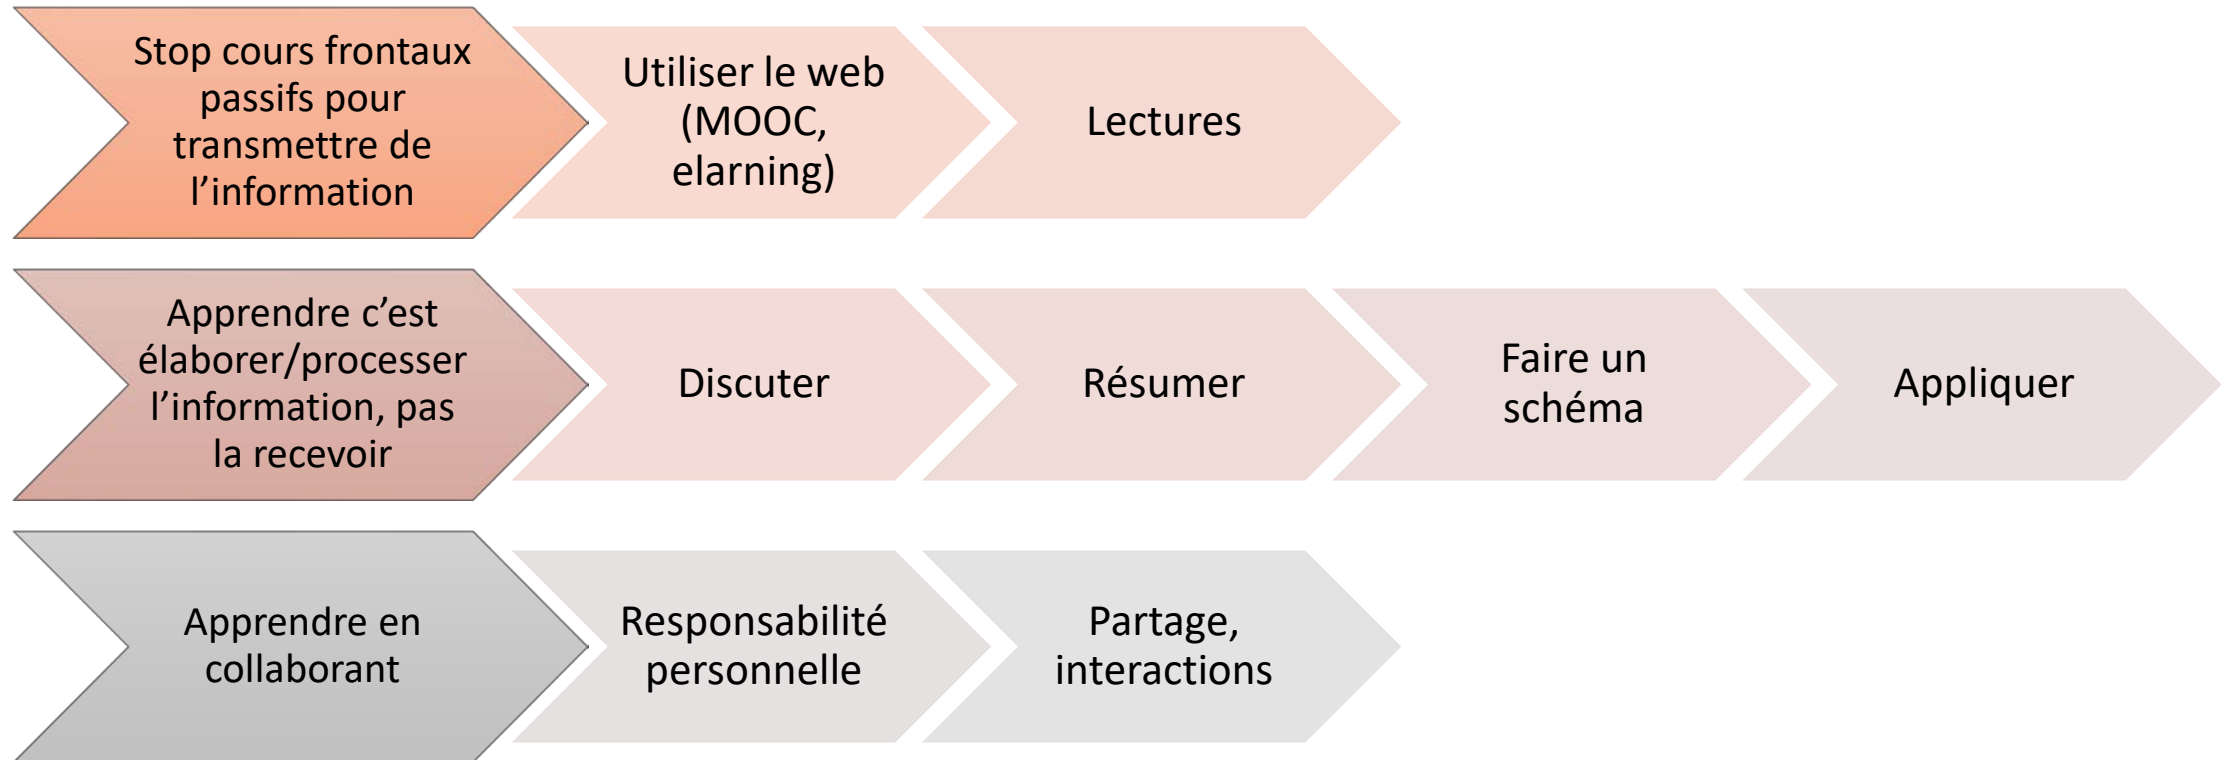 Stop cours frontaux
passifs pour
transmettre de
l’information
Utiliser le web
(MOOC,
elarning)
Lectures
Apprendre c’est
élaborer/processer
l’information, pas
la recevoir
Discuter
Résumer
Faire un
schéma
Appliquer
Apprendre en
collaborant
Responsabilité
personnelle
Partage,
interactions